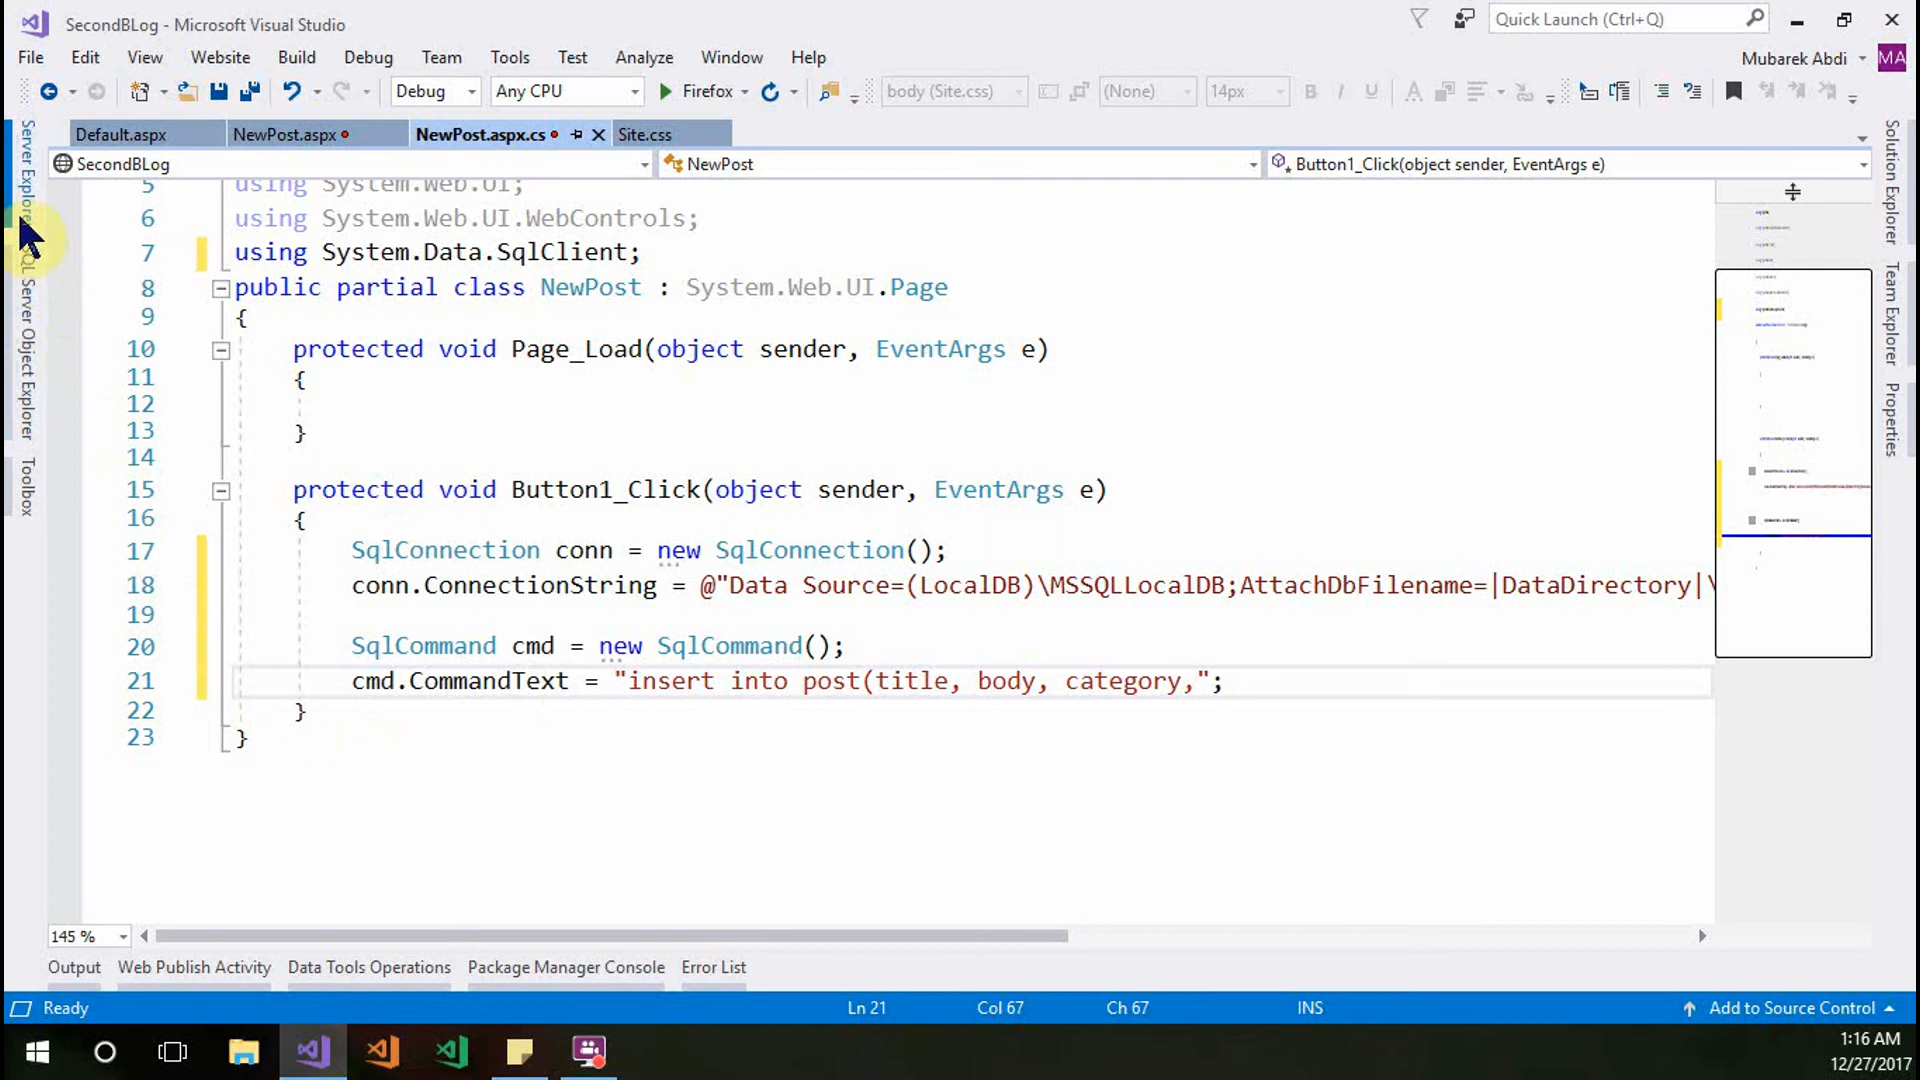 SecondBLog - Microsoft Visual Studio
Quick Launch (Ctrl+Q)
File Edit View Website Build Debug Team Tools Test Analyze Window Help
Mubarek Abdi MA
Debug Any CPU Firefox body (Site.css) (None) 14px B I U A
Default.aspx NewPost.aspx NewPost.aspx.cs Site.css
SecondBLog NewPost Button1_Click(object sender, EventArgs e)
Server Explorer
SQL Server Object Explorer
Toolbox
5 using System.Web.UI;
6 using System.Web.UI.WebControls;
7 using System.Data.SqlClient;
8 public partial class NewPost : System.Web.UI.Page
9 {
10 protected void Page_Load(object sender, EventArgs e)
11 {
12
13 }
14
15 protected void Button1_Click(object sender, EventArgs e)
16 {
17 SqlConnection conn = new SqlConnection();
18 conn.ConnectionString = @"Data Source=(LocalDB)\MSSQLLocalDB;AttachDbFilename=|DataDirectory|\
19
20 SqlCommand cmd = new SqlCommand();
21 cmd.CommandText = "insert into post(title, body, category,";
22 }
23 }
Solution Explorer
Team Explorer
Properties
145 %
Output Web Publish Activity Data Tools Operations Package Manager Console Error List
Ready Ln 21 Col 67 Ch 67 INS Add to Source Control
1:16 AM
12/27/2017